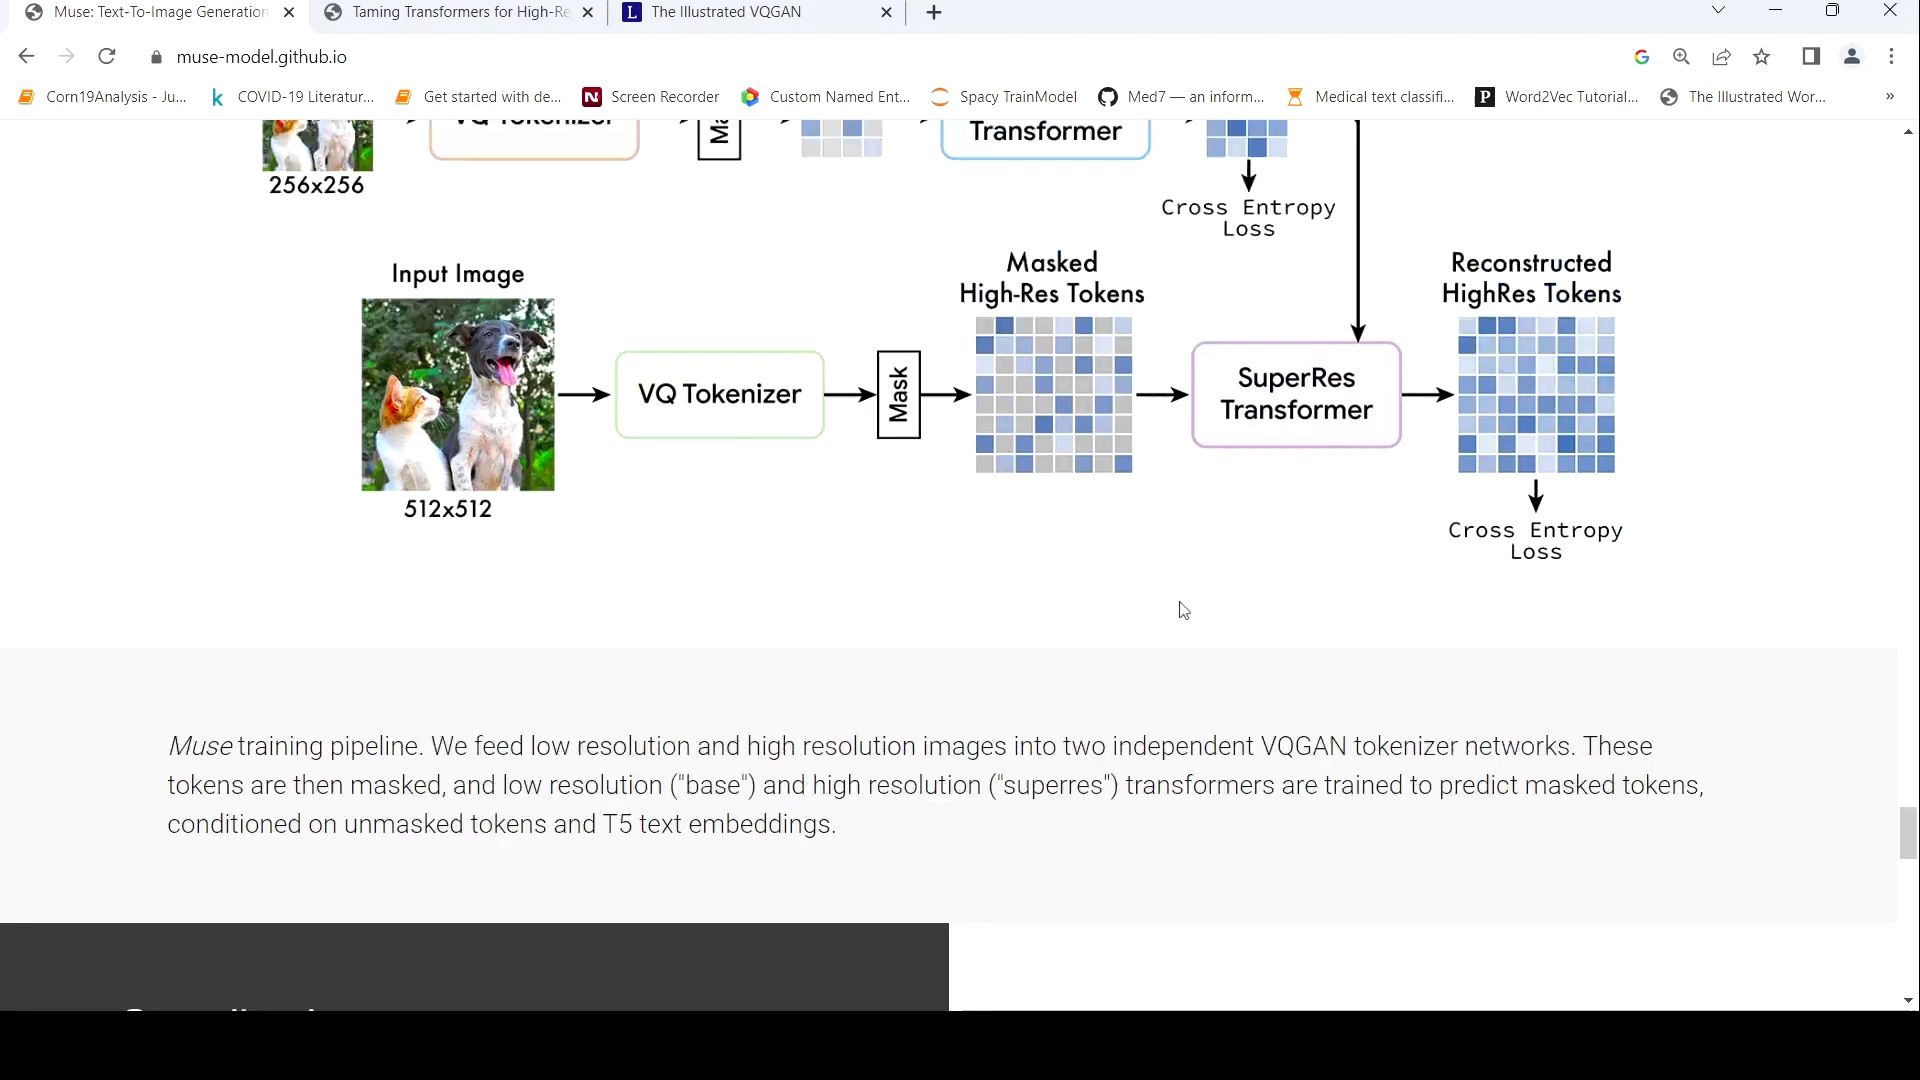 Muse: Text-To-Image Generation
Taming Transformers for High-Re
The Illustrated VQGAN
muse-model.github.io
Corn19Analysis - Ju...
COVID-19 Literatur...
Get started with de...
Screen Recorder
Custom Named Ent...
Spacy TrainModel
Med7 — an inform...
Medical text classifi...
Word2Vec Tutorial...
The Illustrated Wor...
»
VQ Tokenizer
Transformer
256x256
Cross Entropy
Loss
Input Image
Masked
High-Res Tokens
Reconstructed
HighRes Tokens
VQ Tokenizer
Mask
SuperRes
Transformer
512x512
Cross Entropy
Loss
Muse training pipeline. We feed low resolution and high resolution images into two independent VQGAN tokenizer networks. These
tokens are then masked, and low resolution ("base") and high resolution ("superres") transformers are trained to predict masked tokens,
conditioned on unmasked tokens and T5 text embeddings.